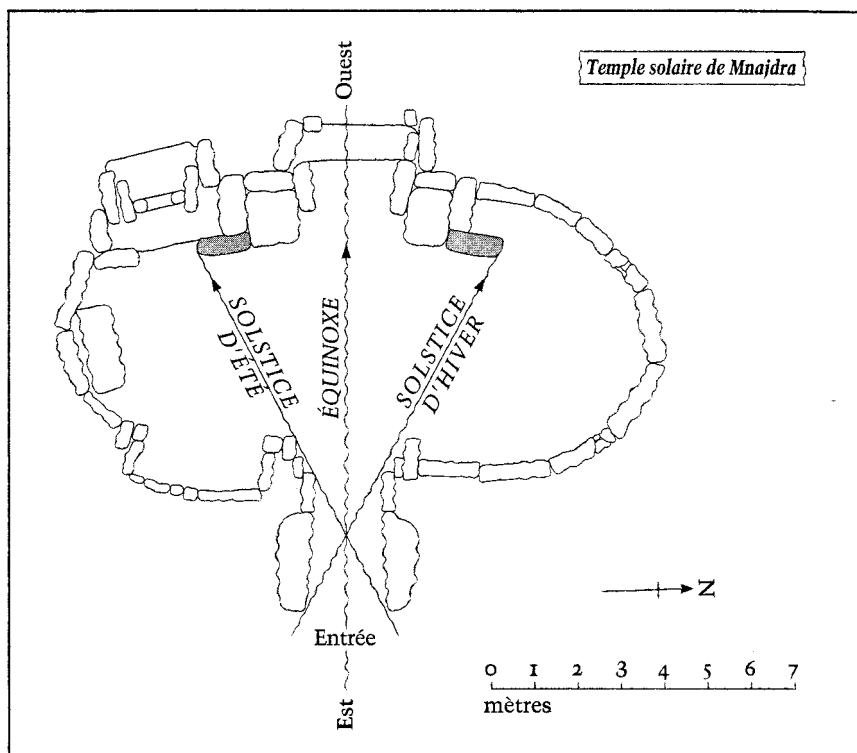 Temple solaire de Mnajdra
Ouest
SOLSTICE
D'ÉTÉ
ÉQUINOXE
SOLSTICE
D'HIVER
N
Entrée
Est
0 1 2 3 4 5 6 7
mètres